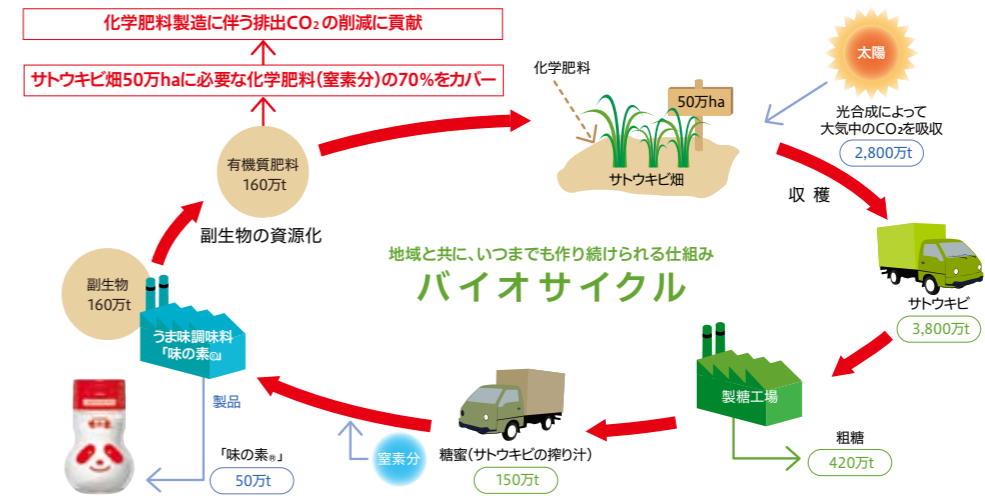 化学肥料製造に伴う排出CO₂の削減に貢献
サトウキビ畑50万haに必要な化学肥料(窒素分)の70%をカバー
化学肥料
50万ha
サトウキビ畑
太陽
光合成によって
大気中のCO₂を吸収
2,800万t
収穫
有機質肥料
160万t
副生物の資源化
地域と共に、いつまでも作り続けられる仕組み
バイオサイクル
サトウキビ
3,800万t
副生物
160万t
うま味調味料
「味の素®」
製糖工場
粗糖
420万t
糖蜜(サトウキビの搾り汁)
150万t
窒素分
製品
「味の素®」
50万t